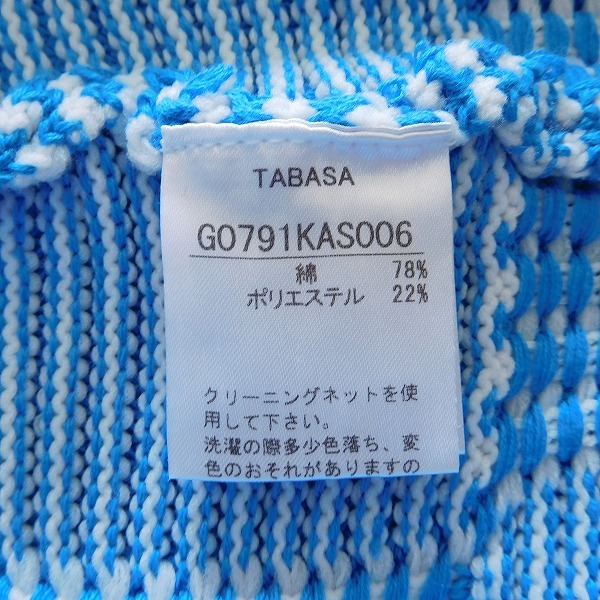 TABASA
G0791KAS006
綿 78%
ポリエステル 22%
クリーニングネットを使
用して下さい。
洗濯の際多少色落ち、変
色のおそれがありますの